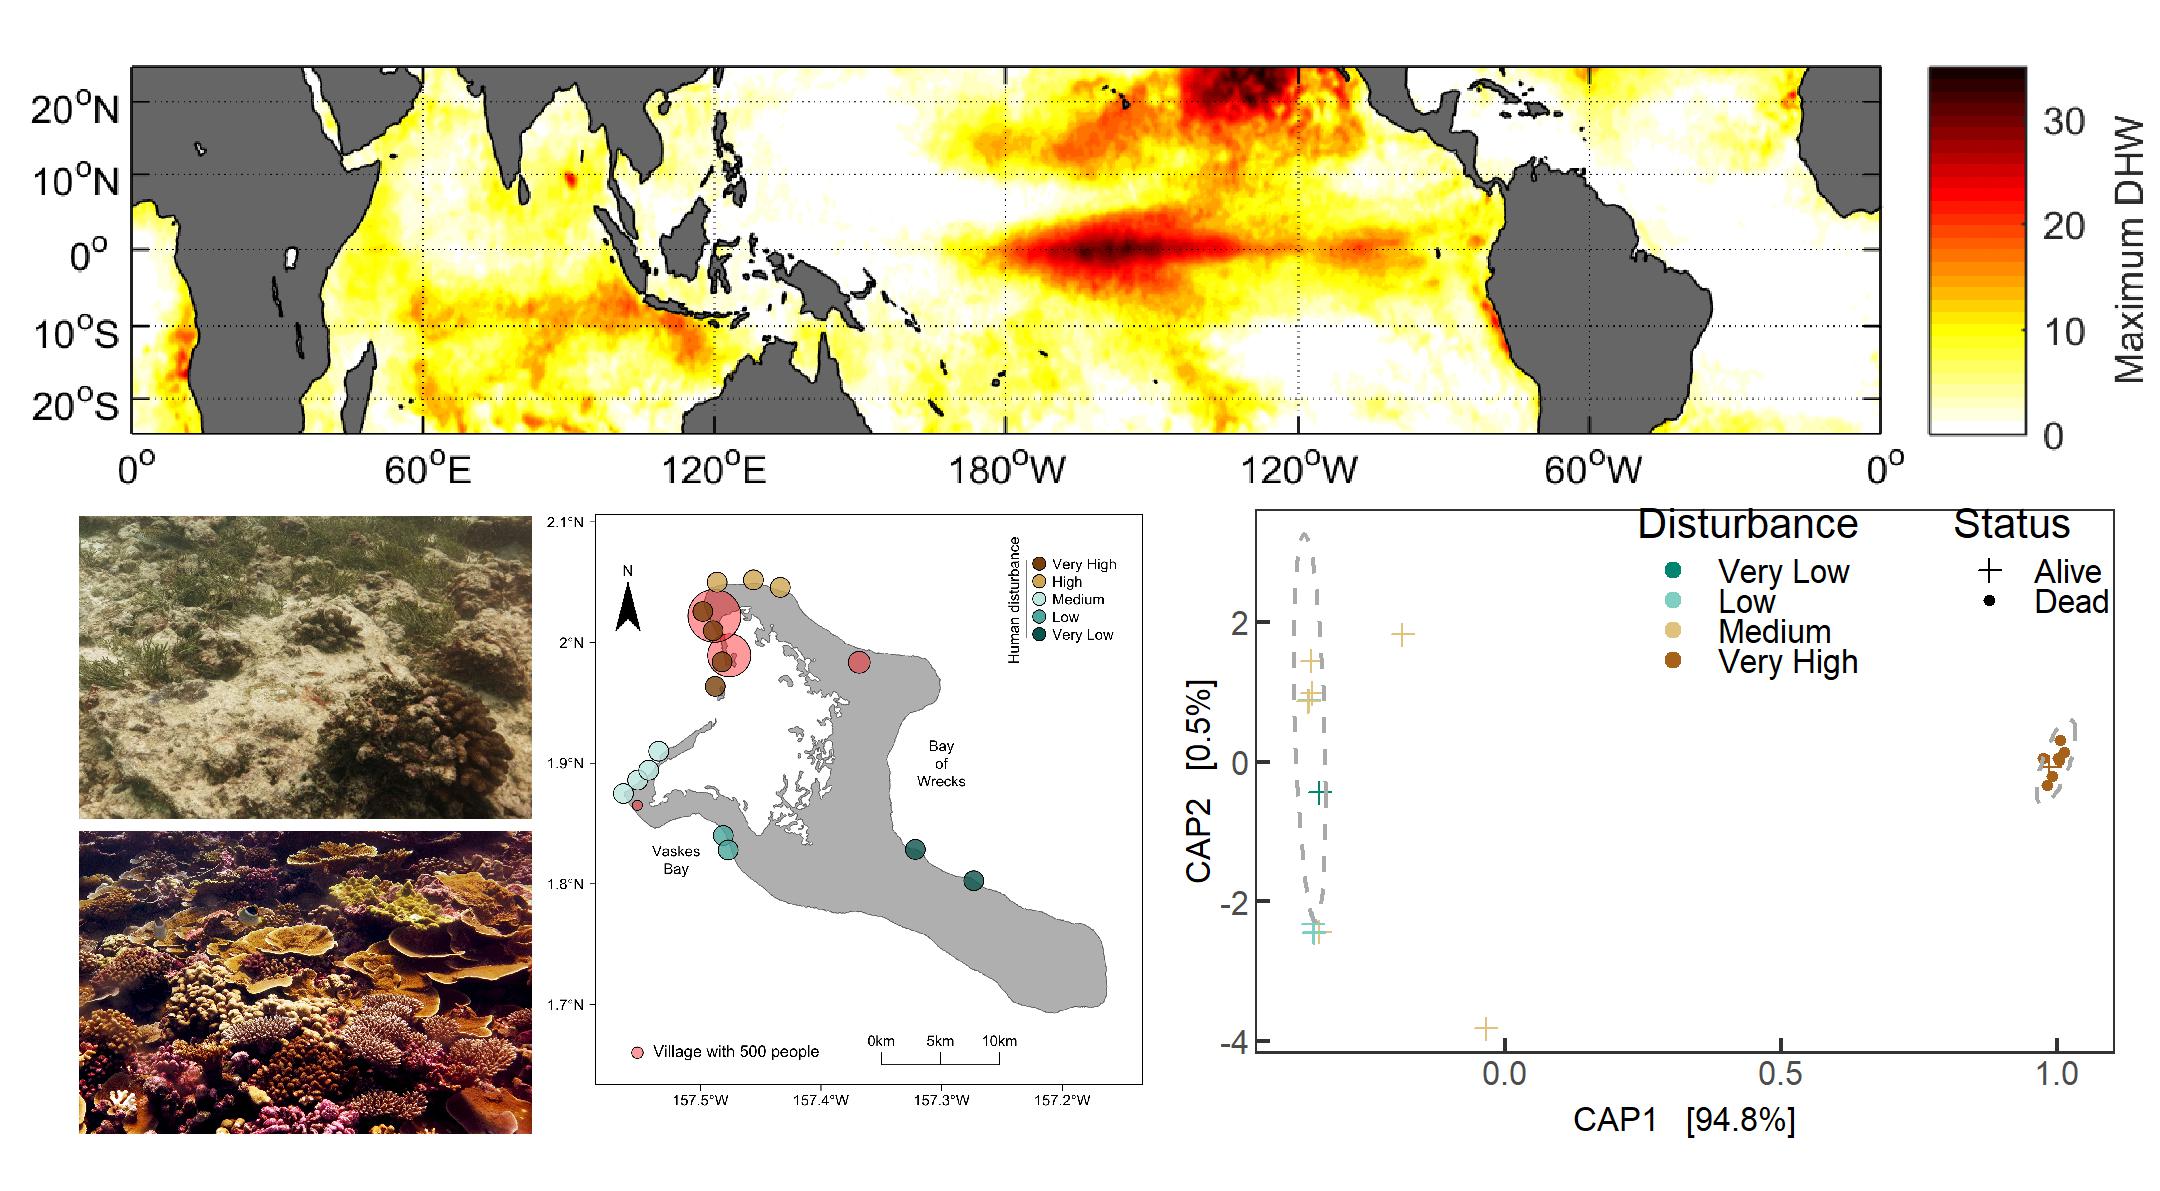 20°N
10°N
0°
10°S
20°S
0°
60°E
120°E
180°W
120°W
60°W
0°
30
20
10
0
Maximum DHW
2.1°N
2°N
1.9°N
1.8°N
1.7°N
N
Human disturbance
Very High
High
Medium
Low
Very Low
Bay
of
Wrecks
Vaskes
Bay
Village with 500 people
0km 5km 10km
157.5°W
157.4°W
157.3°W
157.2°W
Disturbance
Very Low
Low
Medium
Very High
Status
Alive
Dead
CAP2 [0.5%]
2
0
-2
-4
0.0
0.5
1.0
CAP1 [94.8%]